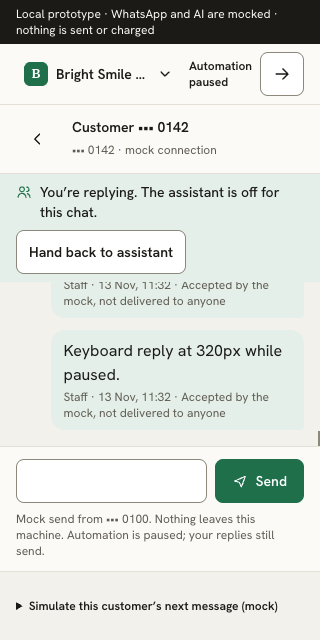 Local prototype · WhatsApp and AI are mocked ·
nothing is sent or charged
B Bright Smile ...
Automation
paused
Customer ••• 0142
••• 0142 · mock connection
You’re replying. The assistant is off for
this chat.
Hand back to assistant
Staff · 13 Nov, 11:32 · Accepted by the
mock, not delivered to anyone
Keyboard reply at 320px while
paused.
Staff · 13 Nov, 11:32 · Accepted by the
mock, not delivered to anyone
Send
Mock send from ••• 0100. Nothing leaves this
machine. Automation is paused; your replies still
send.
Simulate this customer’s next message (mock)